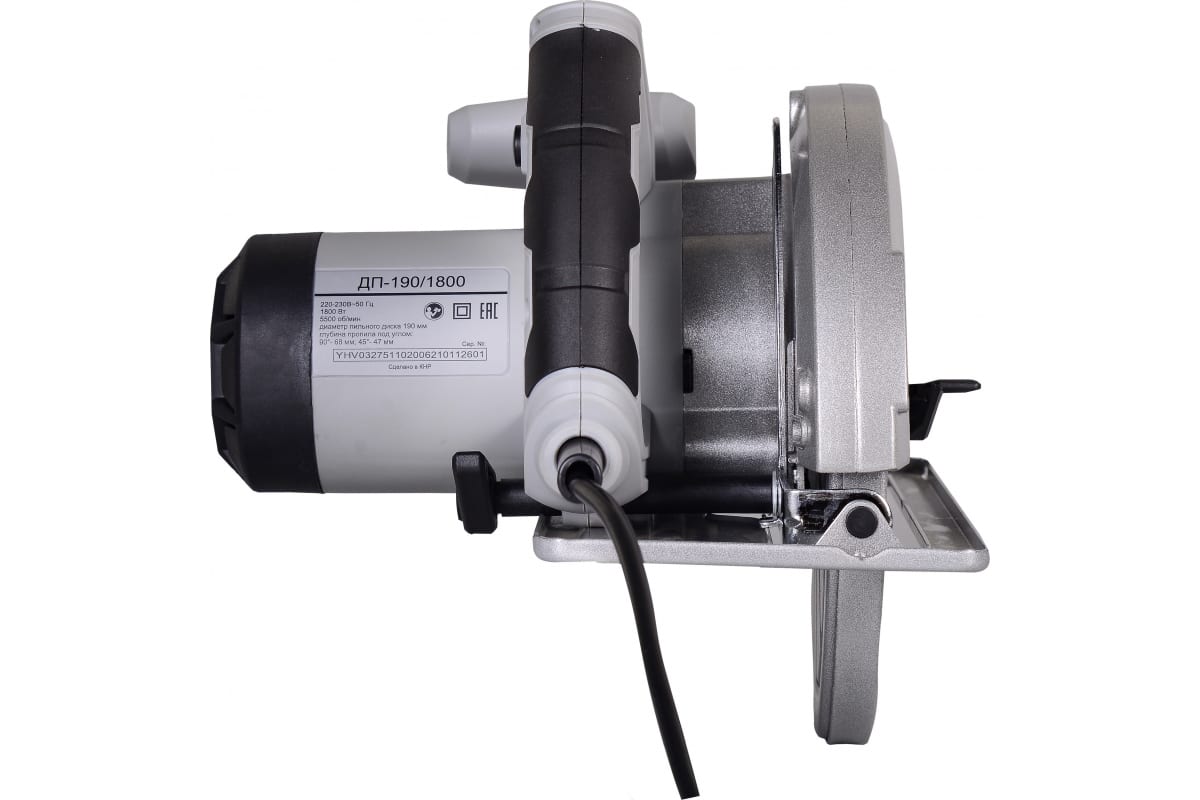 ДП-190/1800
220-230В~50 Гц
1800 Вт
5500 об/мин
диаметр пильного диска 190 мм
глубина пропила под углом:
90°- 68 мм, 45°- 47 мм
EAC
Сер. №:
YHV032751102006210112601
Сделано в КНР